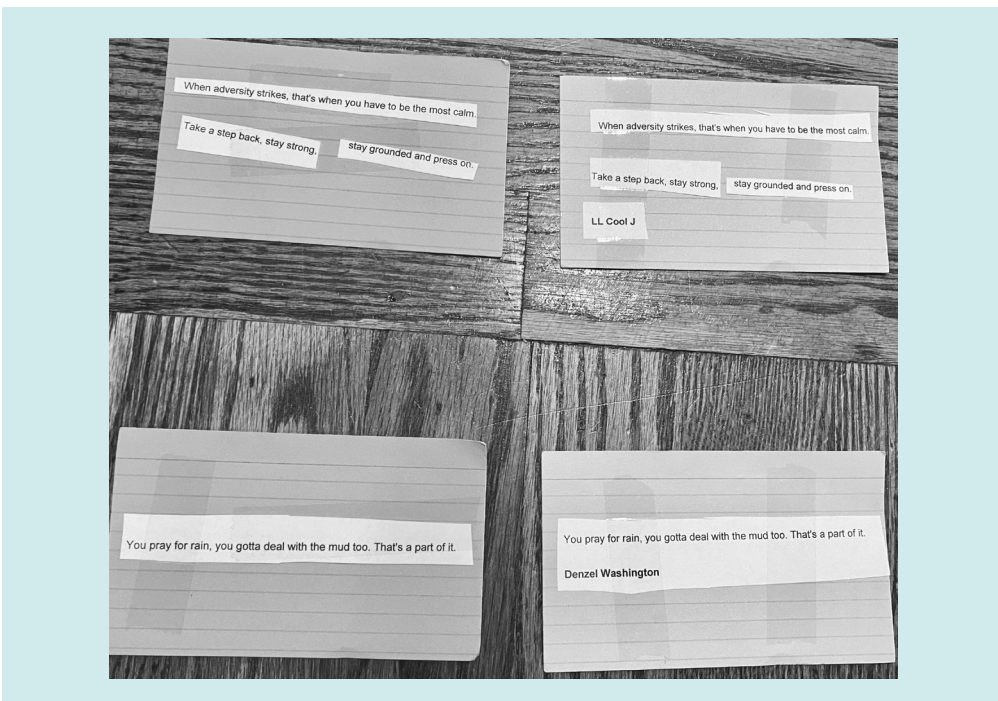 When adversity strikes, that's when you have to be the most calm.
Take a step back, stay strong, stay grounded and press on.
When adversity strikes, that's when you have to be the most calm.
Take a step back, stay strong, stay grounded and press on.
LL Cool J
You pray for rain, you gotta deal with the mud too. That's a part of it.
You pray for rain, you gotta deal with the mud too. That's a part of it.
Denzel Washington